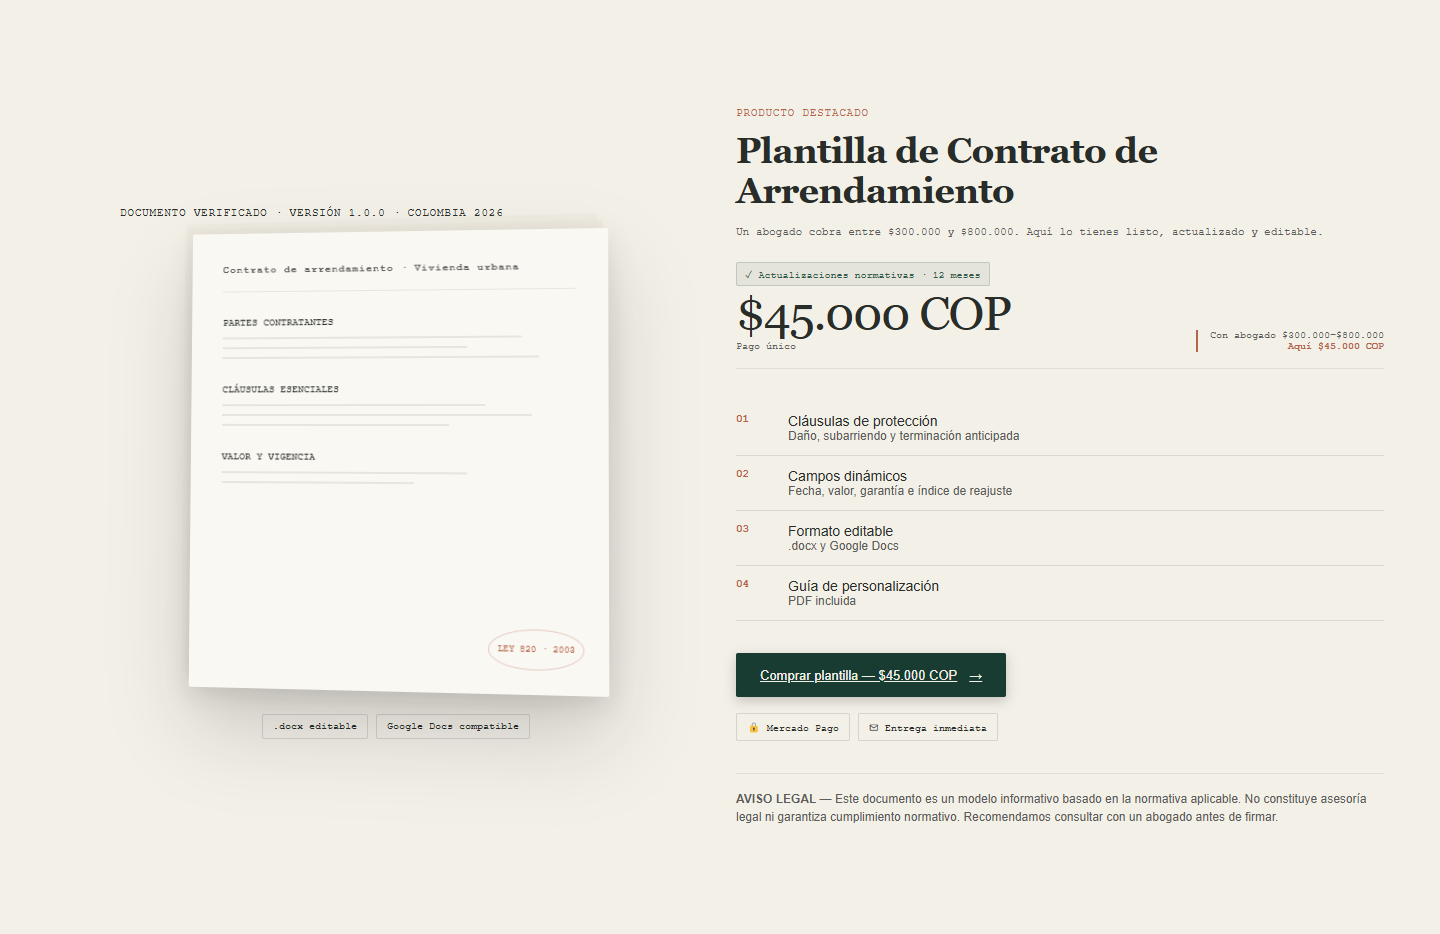 DOCUMENTO VERIFICADO · VERSIÓN 1.0.0 · COLOMBIA 2026
Contrato de arrendamiento · Vivienda urbana
PARTES CONTRATANTES
CLÁUSULAS ESENCIALES
VALOR Y VIGENCIA
LEY 820 · 2003
.docx editable
Google Docs compatible
PRODUCTO DESTACADO
Plantilla de Contrato de
Arrendamiento
Un abogado cobra entre $300.000 y $800.000. Aquí lo tienes listo, actualizado y editable.
✓ Actualizaciones normativas · 12 meses
$45.000 COP
Pago único
Con abogado $300.000–$800.000
Aquí $45.000 COP
01
Cláusulas de protección
Daño, subarriendo y terminación anticipada
02
Campos dinámicos
Fecha, valor, garantía e índice de reajuste
03
Formato editable
.docx y Google Docs
04
Guía de personalización
PDF incluida
Comprar plantilla — $45.000 COP →
Mercado Pago
Entrega inmediata
AVISO LEGAL — Este documento es un modelo informativo basado en la normativa aplicable. No constituye asesoría
legal ni garantiza cumplimiento normativo. Recomendamos consultar con un abogado antes de firmar.